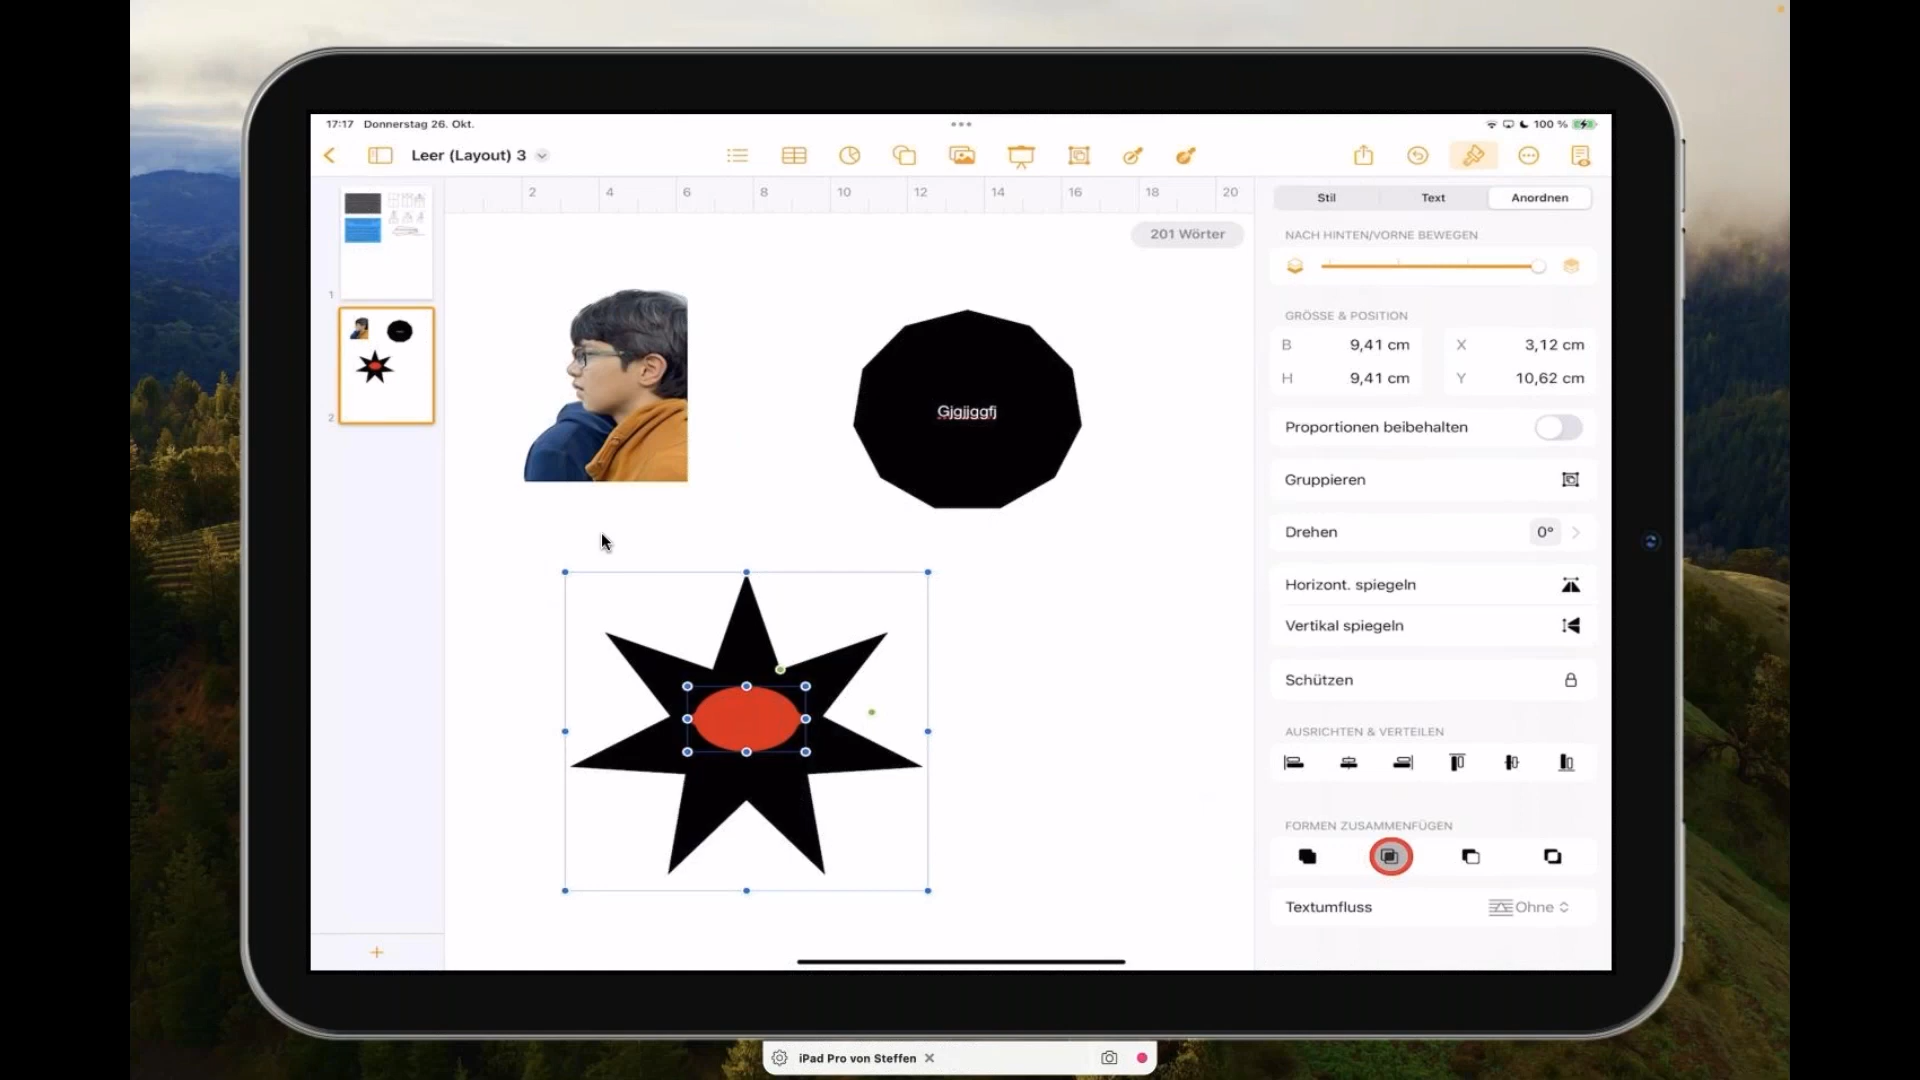 17:17 Donnerstag 26. Okt.
100 %
Leer (Layout) 3
2 4 6 8 10 12 14 16 18 20
201 Wörter
1
2
Gjgjjggfj
Stil Text Anordnen
NACH HINTEN/VORNE BEWEGEN
GRÖSSE & POSITION
B 9,41 cm X 3,12 cm
H 9,41 cm Y 10,62 cm
Proportionen beibehalten
Gruppieren
Drehen 0°
Horizont. spiegeln
Vertikal spiegeln
Schützen
AUSRICHTEN & VERTEILEN
FORMEN ZUSAMMENFÜGEN
Textumfluss Ohne
iPad Pro von Steffen